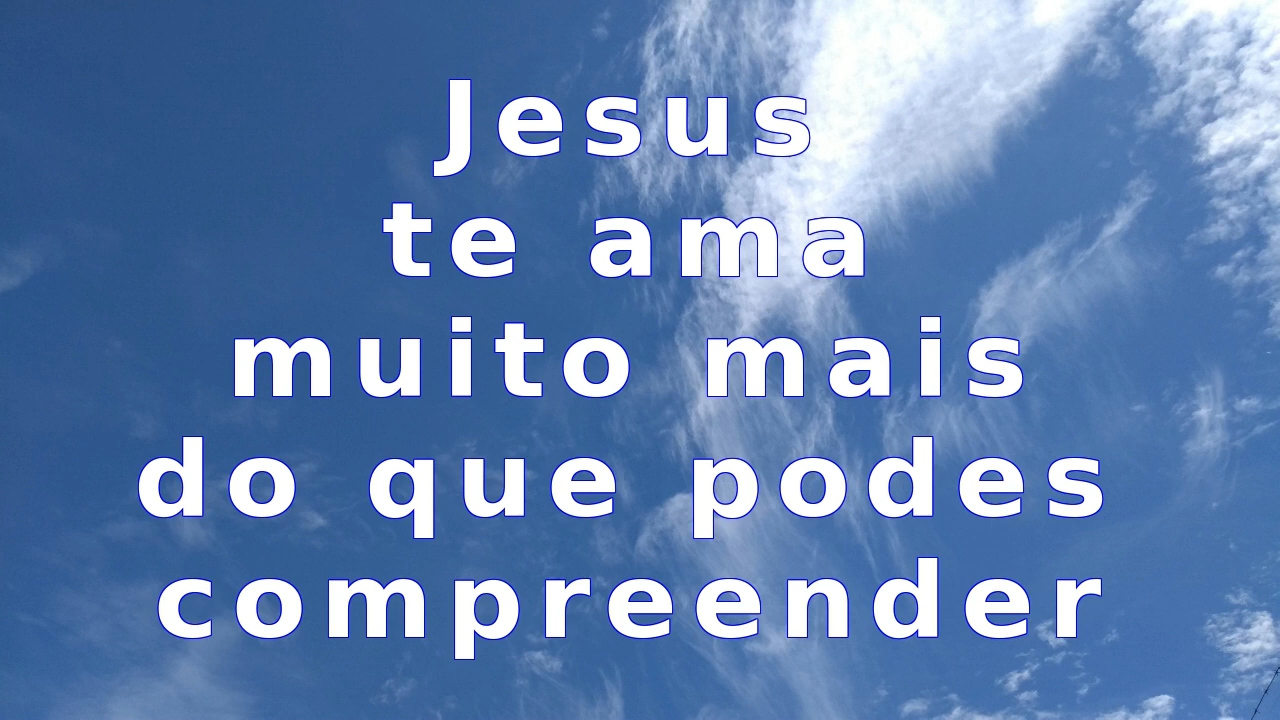 Jesus
te ama
muito mais
do que podes
compreender